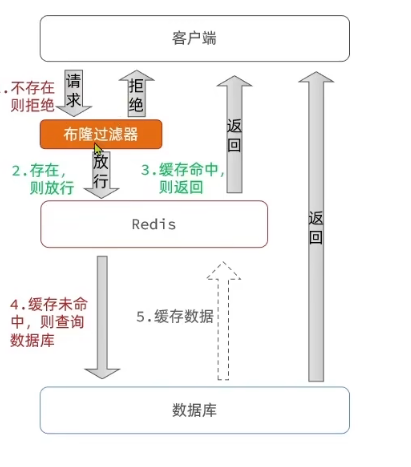 客户端
1.不存在
则拒绝
请求
拒绝
布隆过滤器
2.存在，
则放行
放行
3.缓存命中，
则返回
返回
Redis
返回
4.缓存未命
中，则查询
数据库
5.缓存数据
数据库